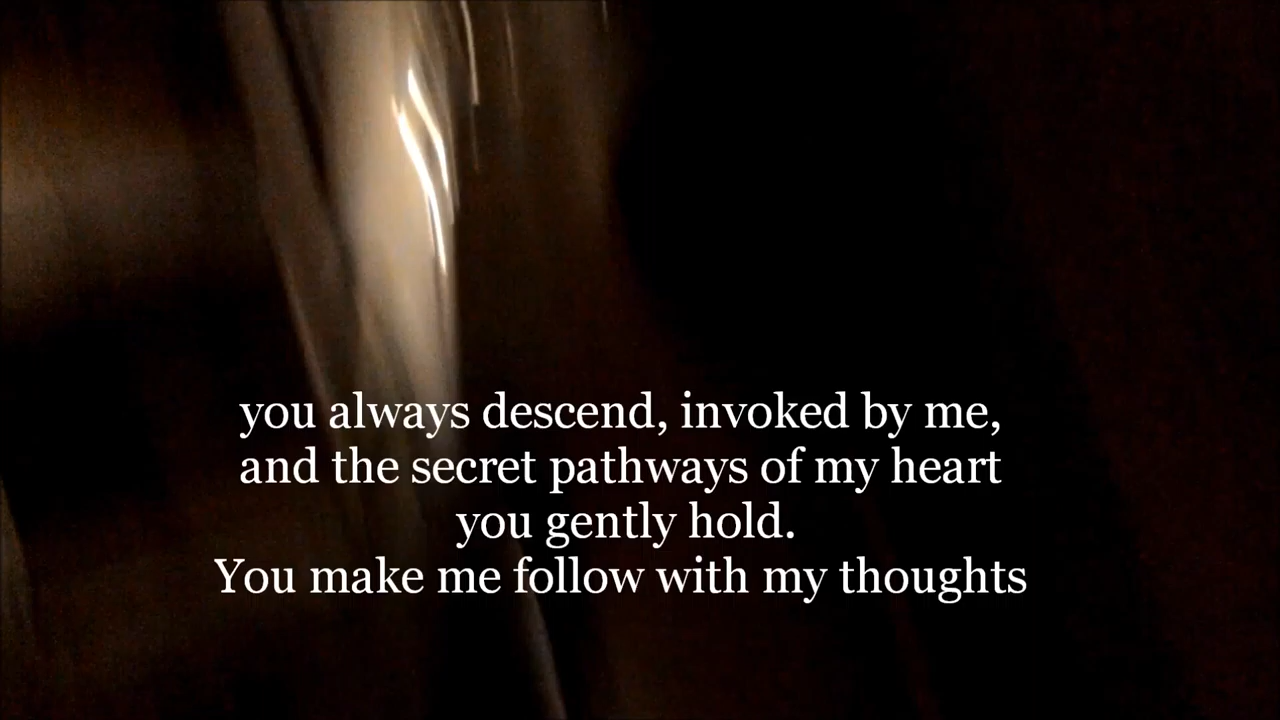 you always descend, invoked by me,
and the secret pathways of my heart
you gently hold.
You make me follow with my thoughts